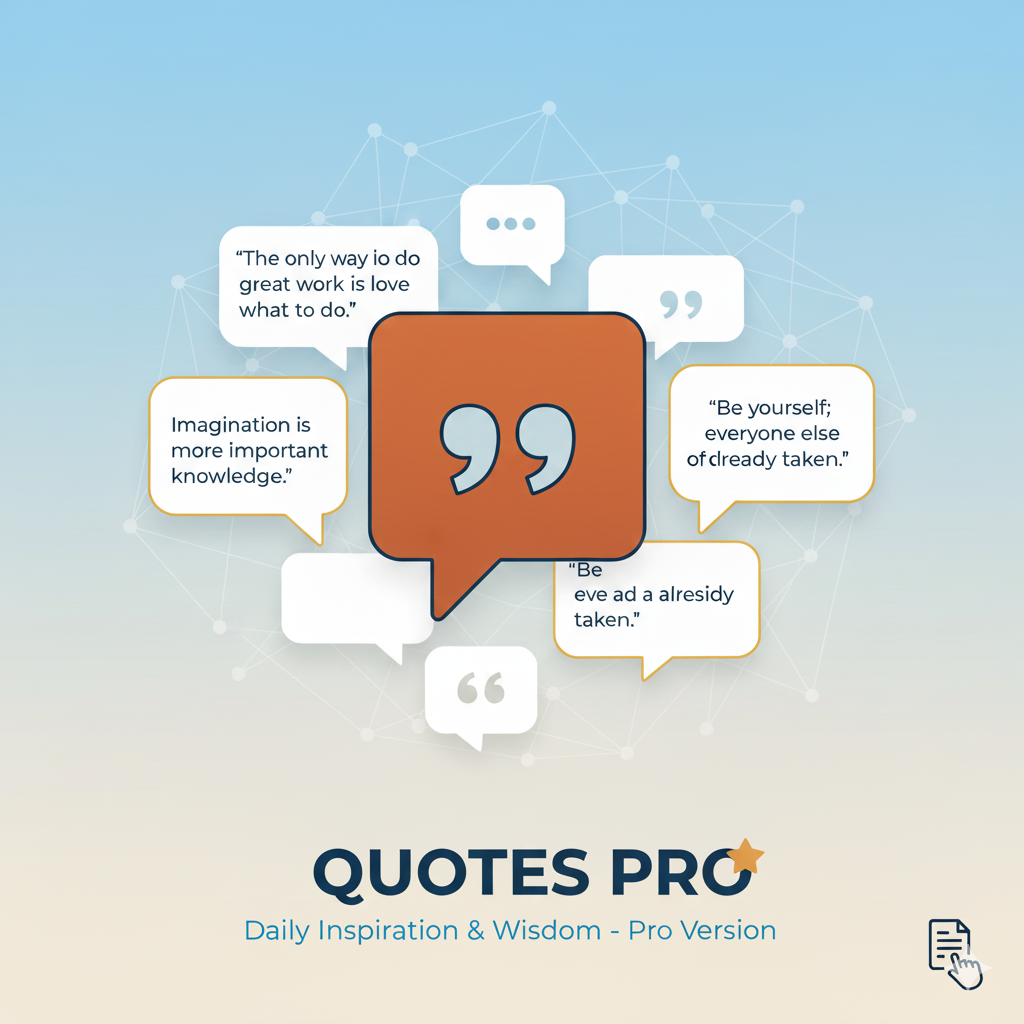 “The only way io do
great work is love
what to do.”
Imagination is
more important
knowledge.”
“Be yourself;
everyone else
of dready taken.”
“Be
eve ad a alresidy
taken.”
QUOTES PRO
Daily Inspiration & Wisdom - Pro Version